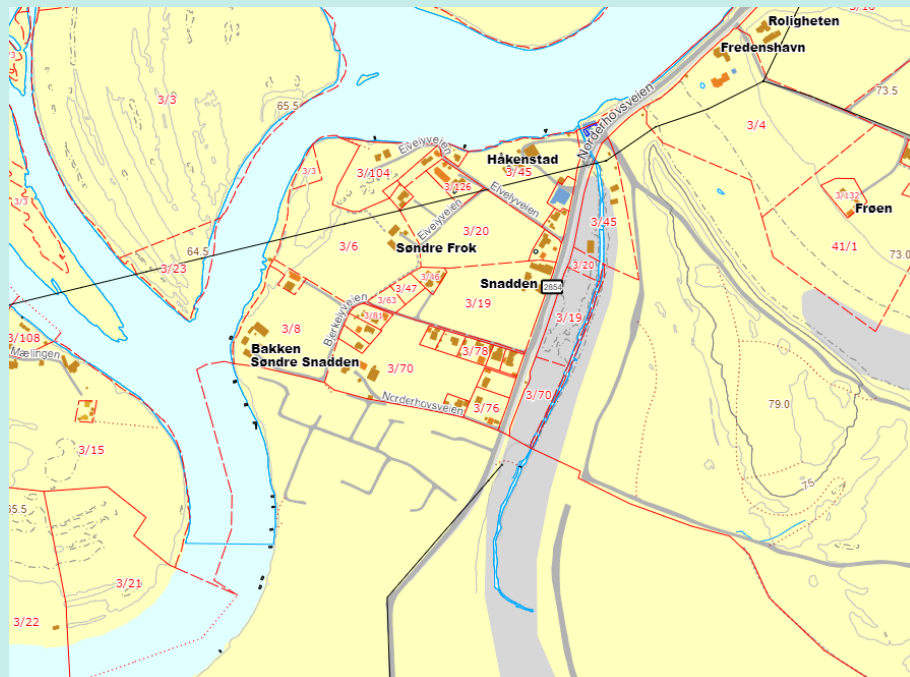 Roligheten
Fredenshavn
73.5
3/3
65.5
Norderhovsveien
3/4
Elvelyveien
Håkenstad
3/45
3/3
3/104
3/126
Elvelyveien
3/432
Frøen
3/3
Elvelyveien
3/20
3/45
3/6
Søndre Frok
41/1
64.5
73.0
3/23
3/20
3/46
3/47
Snadden
2854
3/63
3/19
Berkelyveien
3/81
3/19
3/8
3/108
Mælingen
Bakken
Søndre Snadden
3/78
3/70
3/70
Norderhovsveien
3/76
79.0
3/15
75
65.5
3/21
3/22